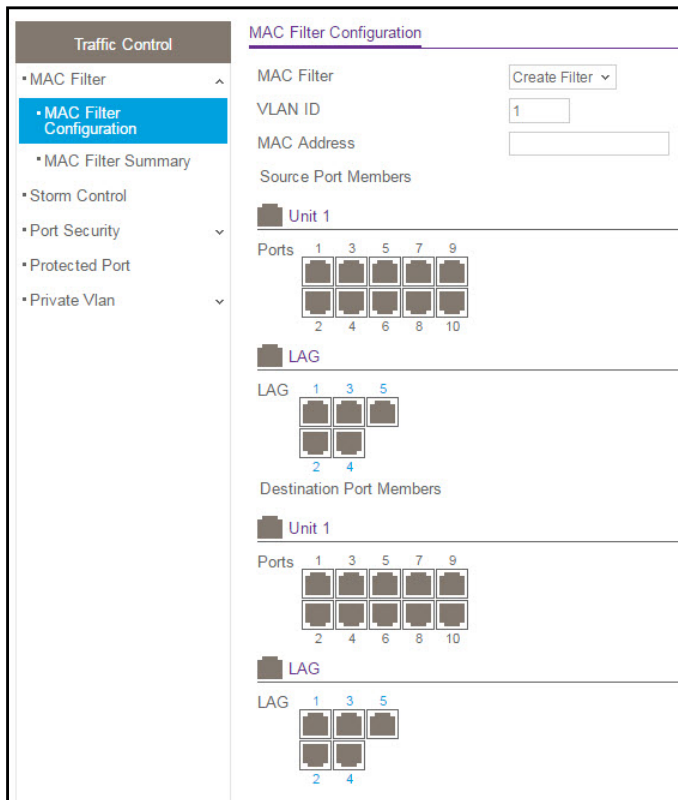 Traffic Control
MAC Filter
MAC Filter
Configuration
MAC Filter Summary
Storm Control
Port Security
Protected Port
Private Vlan
MAC Filter Configuration
MAC Filter Create Filter
VLAN ID 1
MAC Address
Source Port Members
Unit 1
Ports 1 3 5 7 9
2 4 6 8 10
LAG
LAG 1 3 5
2 4
Destination Port Members
Unit 1
Ports 1 3 5 7 9
2 4 6 8 10
LAG
LAG 1 3 5
2 4